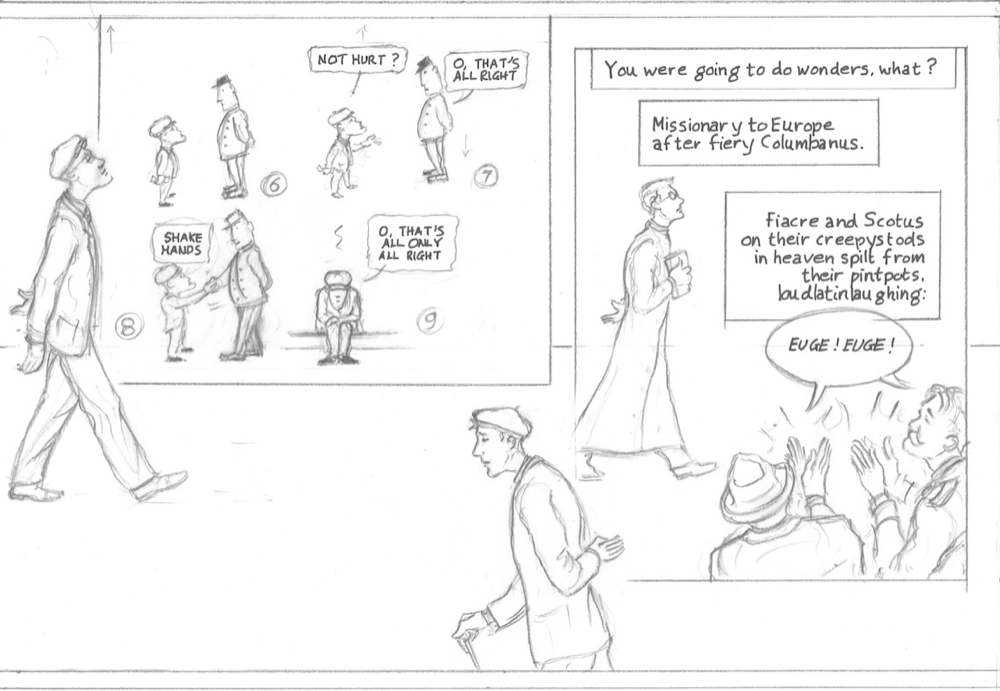 NOT HURT?
O, THAT'S
ALL RIGHT
6
7
SHAKE
HANDS
O, THAT'S
ALL ONLY
ALL RIGHT
8
9
You were going to do wonders, what?
Missionary to Europe
after fiery Columbanus.
Fiacre and Scotus
on their creepystools
in heaven spilt from
their pintpots,
loudlatinlaughing:
EUGE! EUGE!